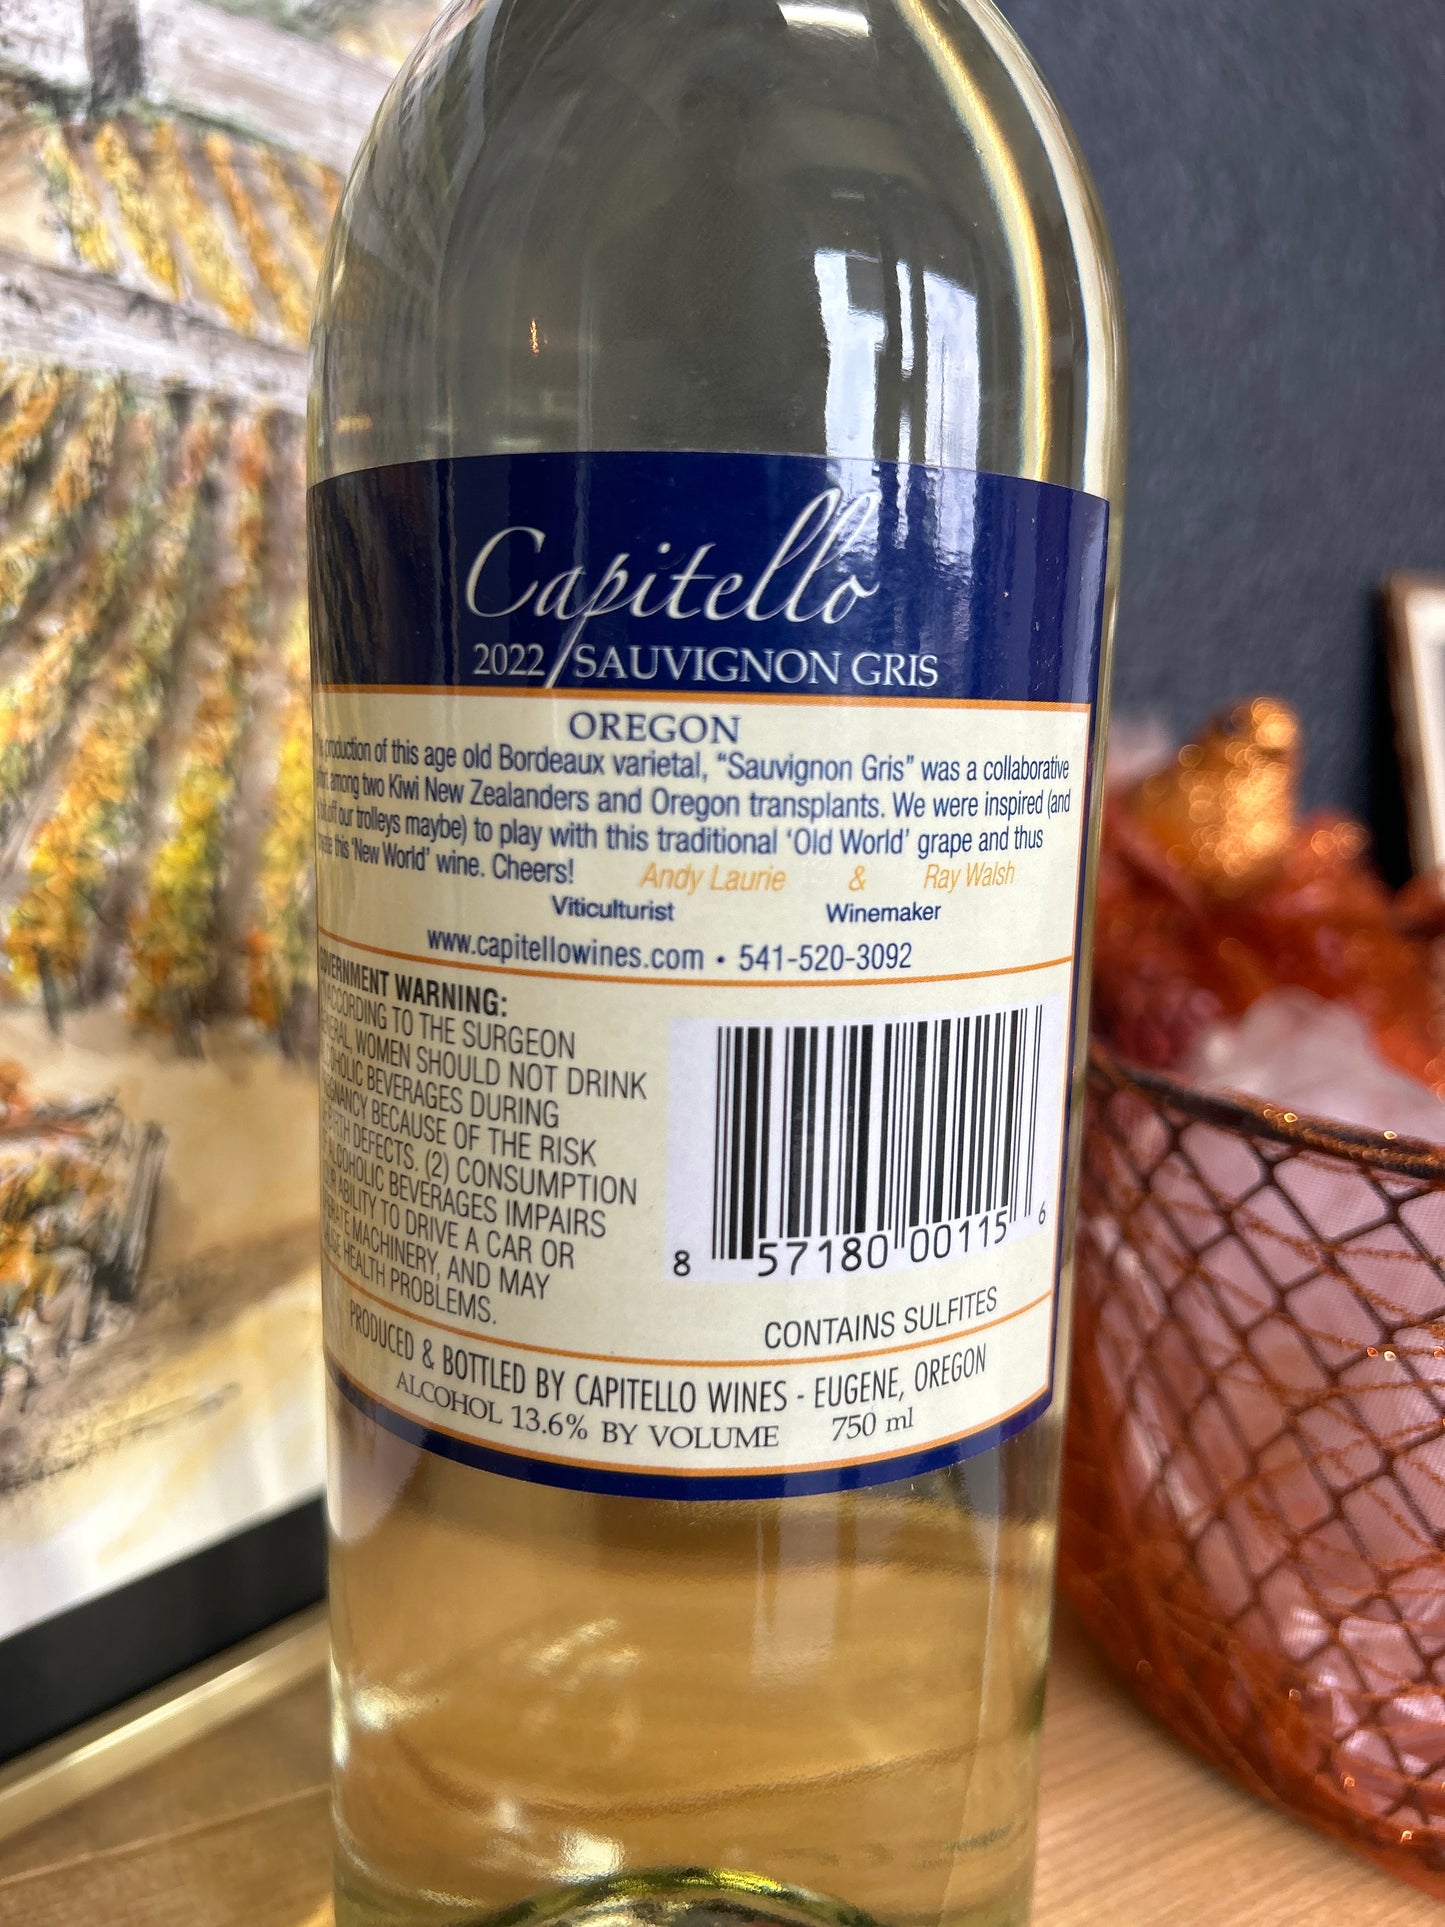 Capitello
2022 SAUVIGNON GRIS
OREGON
production of this age old Bordeaux varietal, “Sauvignon Gris” was a collaborative
among two Kiwi New Zealanders and Oregon transplants. We were inspired (and
off our trolleys maybe) to play with this traditional ‘Old World’ grape and thus
this ‘New World’ wine. Cheers! Andy Laurie & Ray Walsh
Viticulturist Winemaker
www.capitellowines.com • 541-520-3092
GOVERNMENT WARNING:
ACCORDING TO THE SURGEON
GENERAL, WOMEN SHOULD NOT DRINK
ALCOHOLIC BEVERAGES DURING
PREGNANCY BECAUSE OF THE RISK
BIRTH DEFECTS. (2) CONSUMPTION
ALCOHOLIC BEVERAGES IMPAIRS
ABILITY TO DRIVE A CAR OR
MACHINERY, AND MAY
HEALTH PROBLEMS.
8 57180 00115 6
CONTAINS SULFITES
PRODUCED & BOTTLED BY CAPITELLO WINES - EUGENE, OREGON
ALCOHOL 13.6% BY VOLUME 750 ml